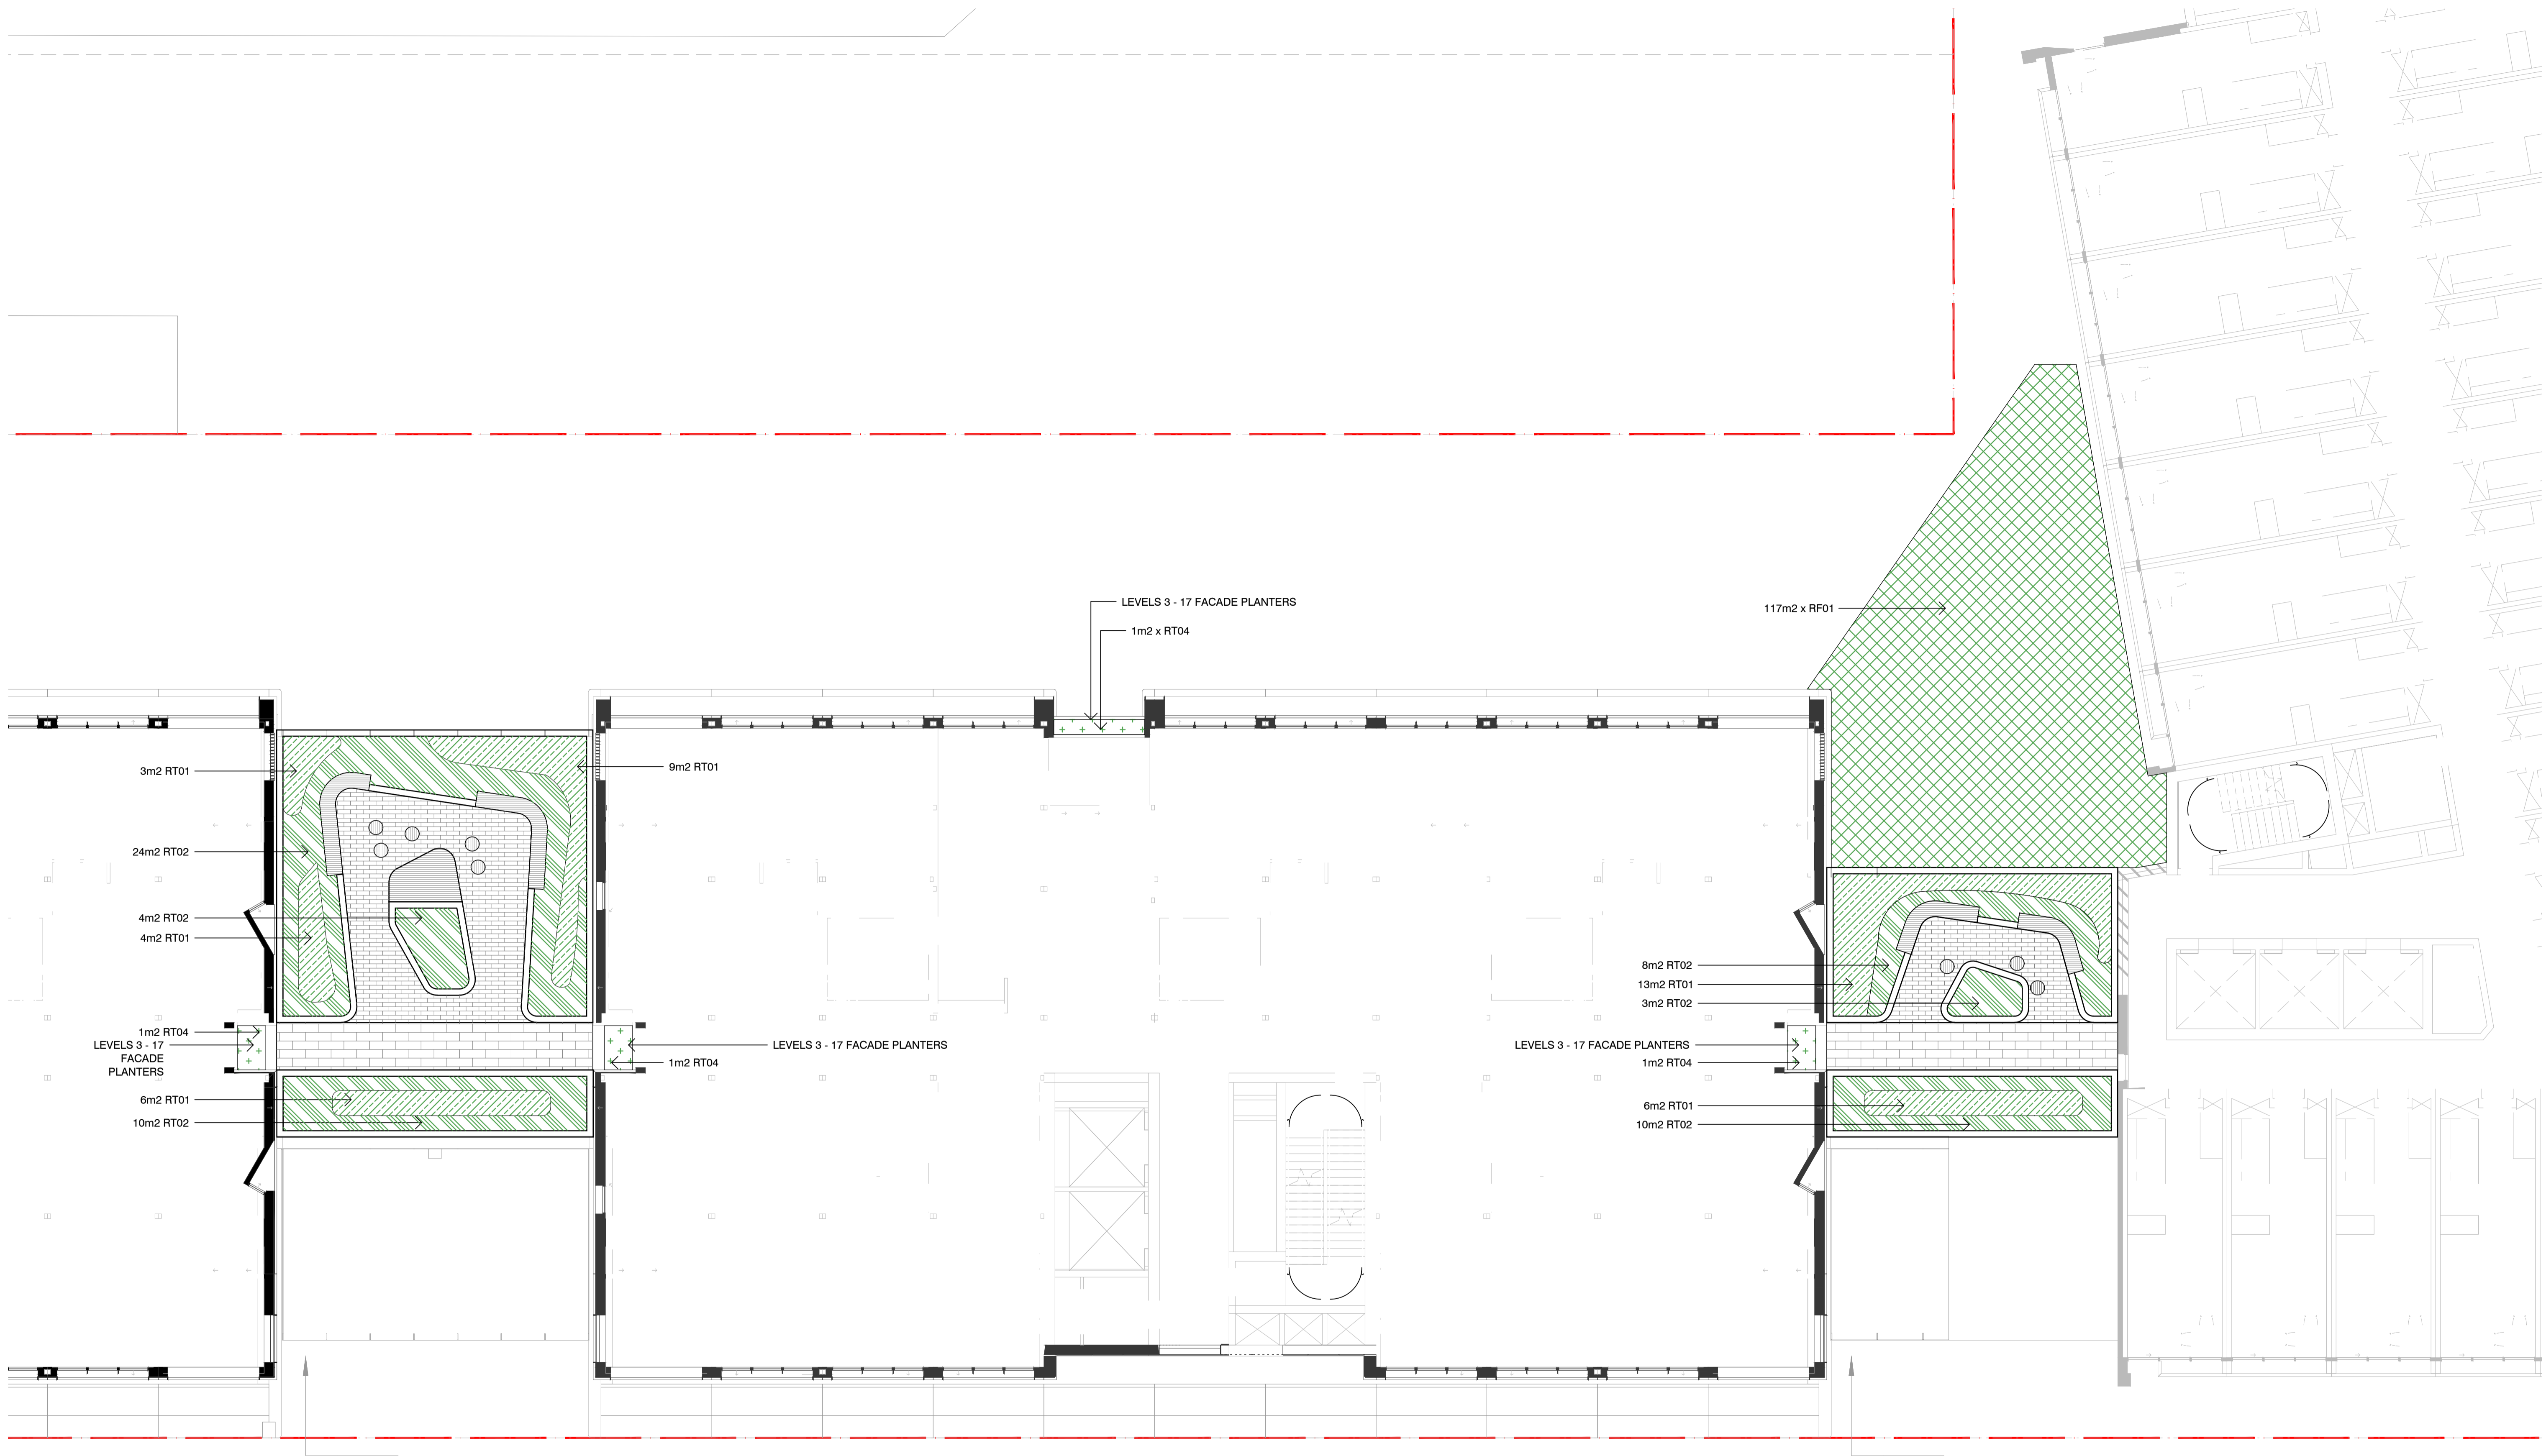 LEVELS 3 - 17 FACADE PLANTERS
1m2 x RT04
117m2 x RF01
3m2 RT01
9m2 RT01
24m2 RT02
4m2 RT02
4m2 RT01
1m2 RT04
LEVELS 3 - 17
FACADE
PLANTERS
LEVELS 3 - 17 FACADE PLANTERS
1m2 RT04
6m2 RT01
10m2 RT02
8m2 RT02
13m2 RT01
3m2 RT02
LEVELS 3 - 17 FACADE PLANTERS
1m2 RT04
6m2 RT01
10m2 RT02